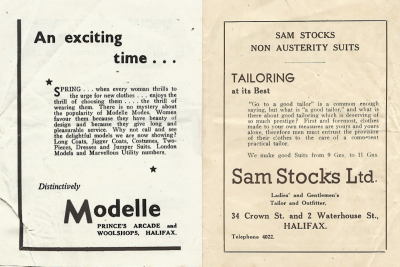 An exciting
time . . .
SPRING . . . when every woman thrills to
the urge for new clothes . . . enjoys the
thrill of choosing them . . . the thrill of
wearing them. There is no mystery about
the popularity of Modelle Modes. Women
favour them because they have beauty of
design and because they give long and
pleasurable service. Why not call and see
the delightful models we are now showing?
Long Coats, Jigger Coats, Costumes, Two-
Pieces, Dresses and Jumper Suits. London
Models and Marvellous Utility numbers.
Distinctively
Modelle
PRINCE'S ARCADE and
WOOLSHOPS, HALIFAX.
SAM STOCKS
NON AUSTERITY SUITS
TAILORING
at its Best
"Go to a good tailor" is a common enough
saying, but what is "a good tailor," and what is
there about good tailoring which is deserving of
so much prestige? First and foremost, clothes
made to your own measures are yours and yours
alone, therefore men must entrust the provision
of their clothes to the care of a competent
practical tailor.
We make good Suits from 9 Gns. to 11 Gns.
Sam Stocks Ltd.
Ladies' and Gentlemen's
Tailor and Outfitter,
34 Crown St. and 2 Waterhouse St.,
HALIFAX.
Telephone 4022.